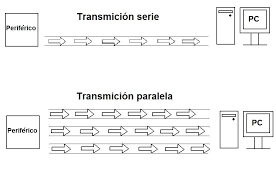 Transmición serie
Periférico
PC
Transmición paralela
Periférico
PC